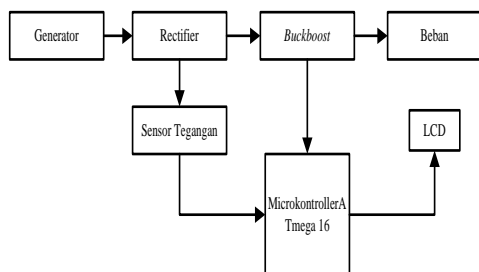 Generator
Rectifier
Buckboost
Beban
Sensor Tegangan
LCD
MicrokontrollerA
Tmega 16